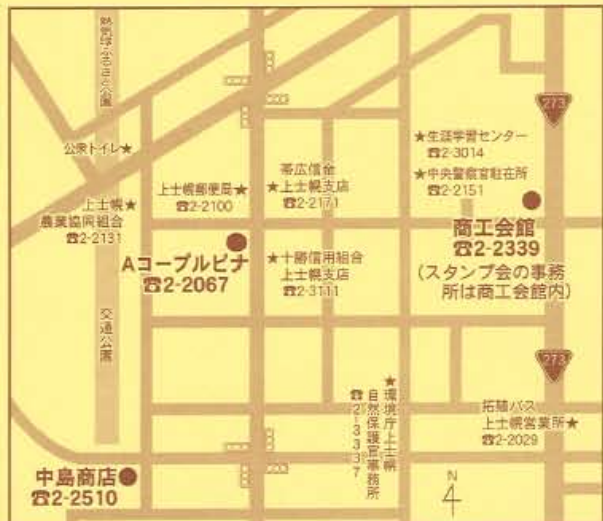 熱気球ふるさと公園
273
公衆トイレ★
★生涯学習センター
☎2-3014
帯広信金
★上士幌支店
☎2-2171
★中央警察官駐在所
☎2-2151
上士幌郵便局★
☎2-2100
上士幌★
農業協同組合
☎2-2131
商工会館
☎2-2339
(スタンプ会の事務
所は商工会館内)
Aコープルピナ
☎2-2067
★十勝信用組合
上士幌支店
☎2-3111
交通公園
273
★環境庁上士幌
自然保護官事務所
☎2-3337
拓殖バス
上士幌営業所★
☎2-2029
中島商店
☎2-2510
N